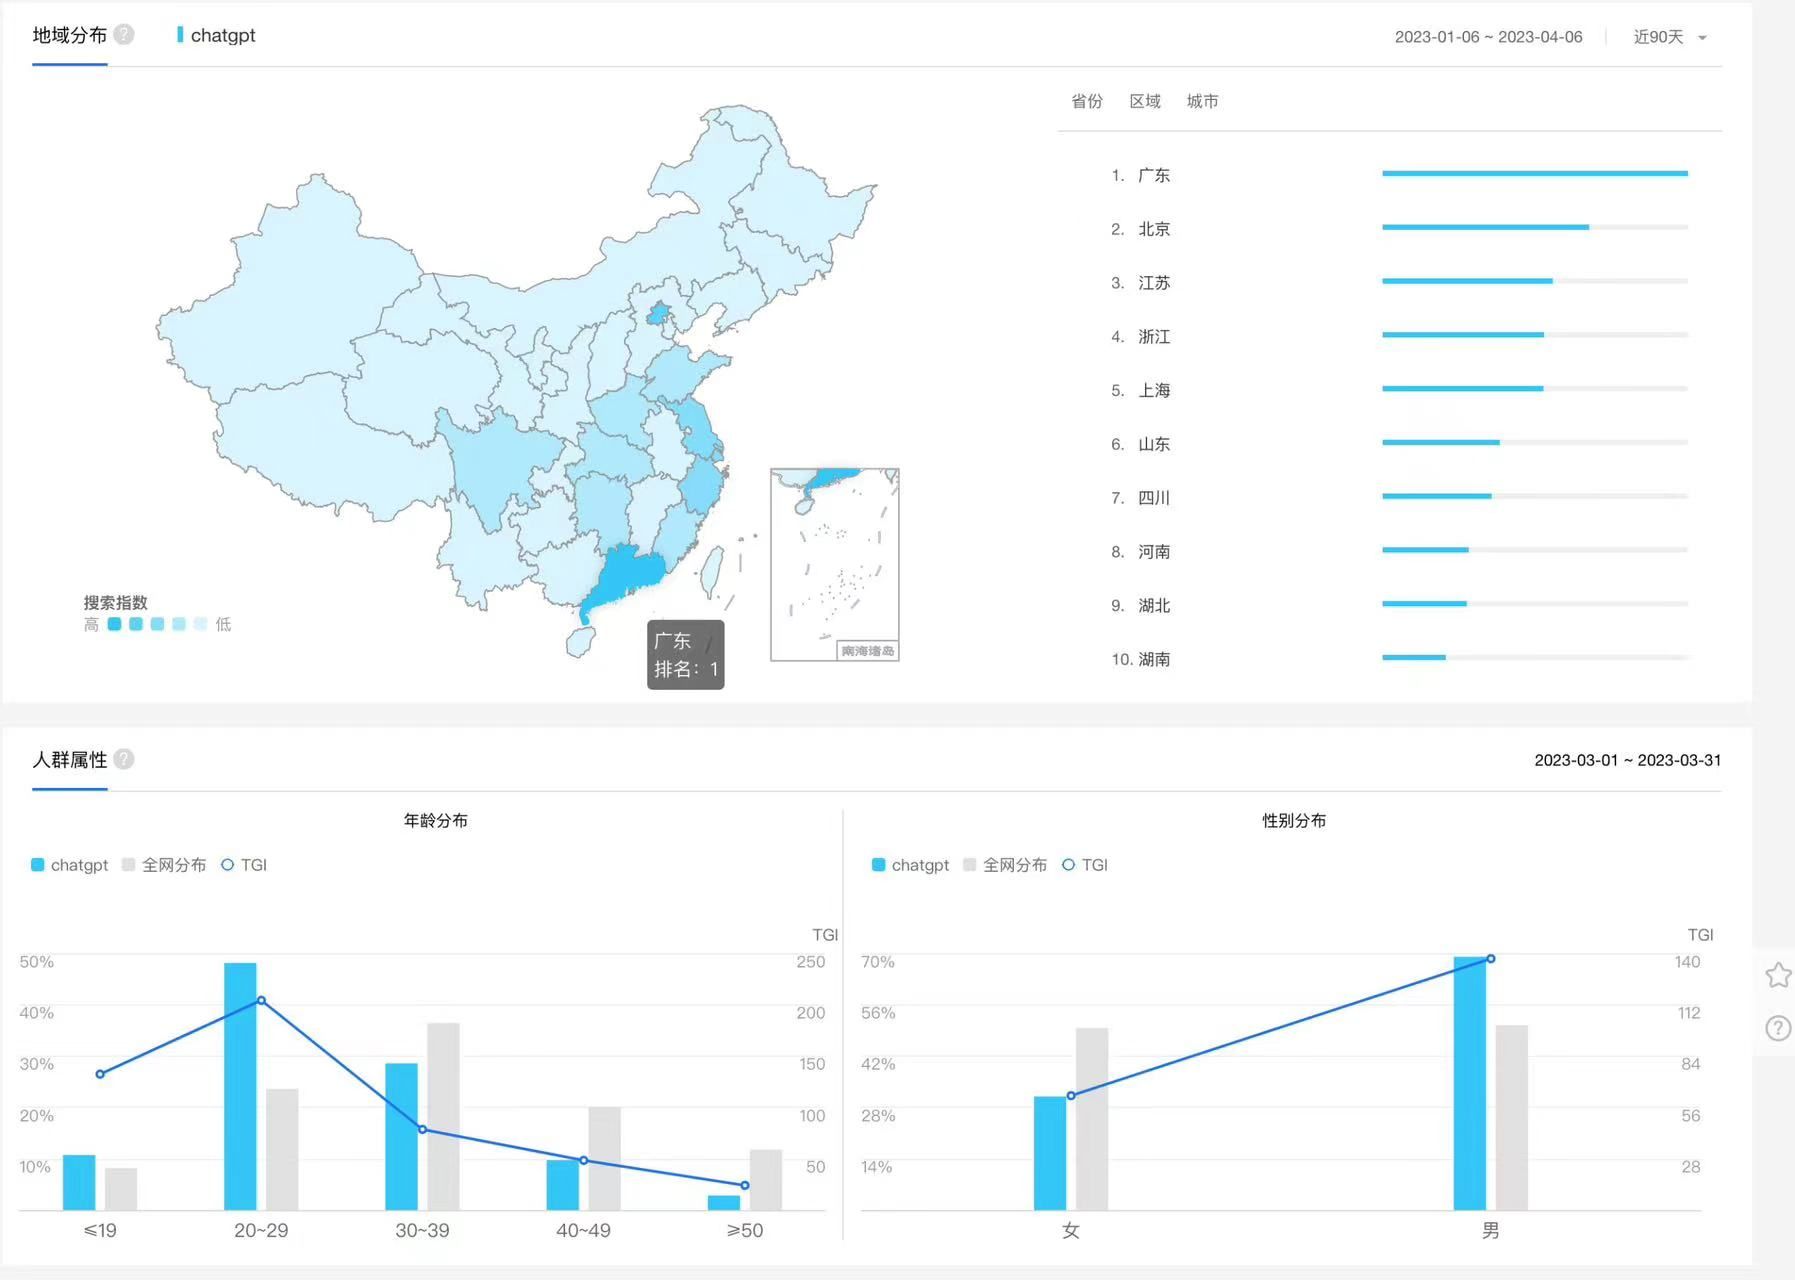 地域分布 ? chatgpt
2023-01-06 ~ 2023-04-06 近90天
省份 区域 城市
1. 广东
2. 北京
3. 江苏
4. 浙江
5. 上海
6. 山东
7. 四川
8. 河南
9. 湖北
10. 湖南
搜索指数
高 低
广东
排名：1
南海诸岛
人群属性 ?
2023-03-01 ~ 2023-03-31
年龄分布
chatgpt 全网分布 TGI
TGI
50% 250
40% 200
30% 150
20% 100
10% 50
≤19 20~29 30~39 40~49 ≥50
性别分布
chatgpt 全网分布 TGI
TGI
70% 140
56% 112
42% 84
28% 56
14% 28
女 男
?